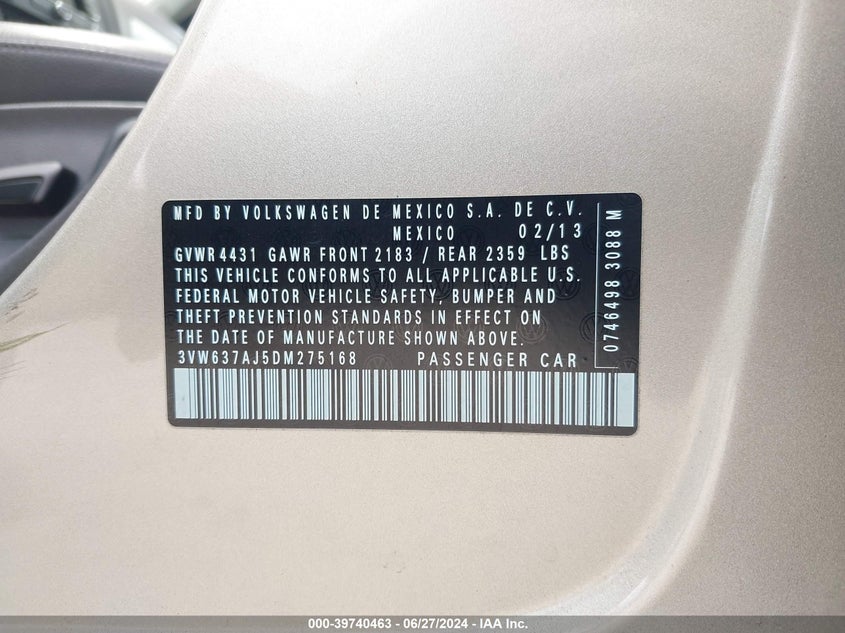 MFD BY VOLKSWAGEN DE MEXICO S.A. DE C.V.
MEXICO 02/13
GVWR 4431 GAWR FRONT 2183 / REAR 2359 LBS
THIS VEHICLE CONFORMS TO ALL APPLICABLE U.S.
FEDERAL MOTOR VEHICLE SAFETY, BUMPER AND
THEFT PREVENTION STANDARDS IN EFFECT ON
THE DATE OF MANUFACTURE SHOWN ABOVE.
3VW637AJ5DM275168 PASSENGER CAR
0746498 3088 M
000-39740463 - 06/27/2024 - IAA Inc.